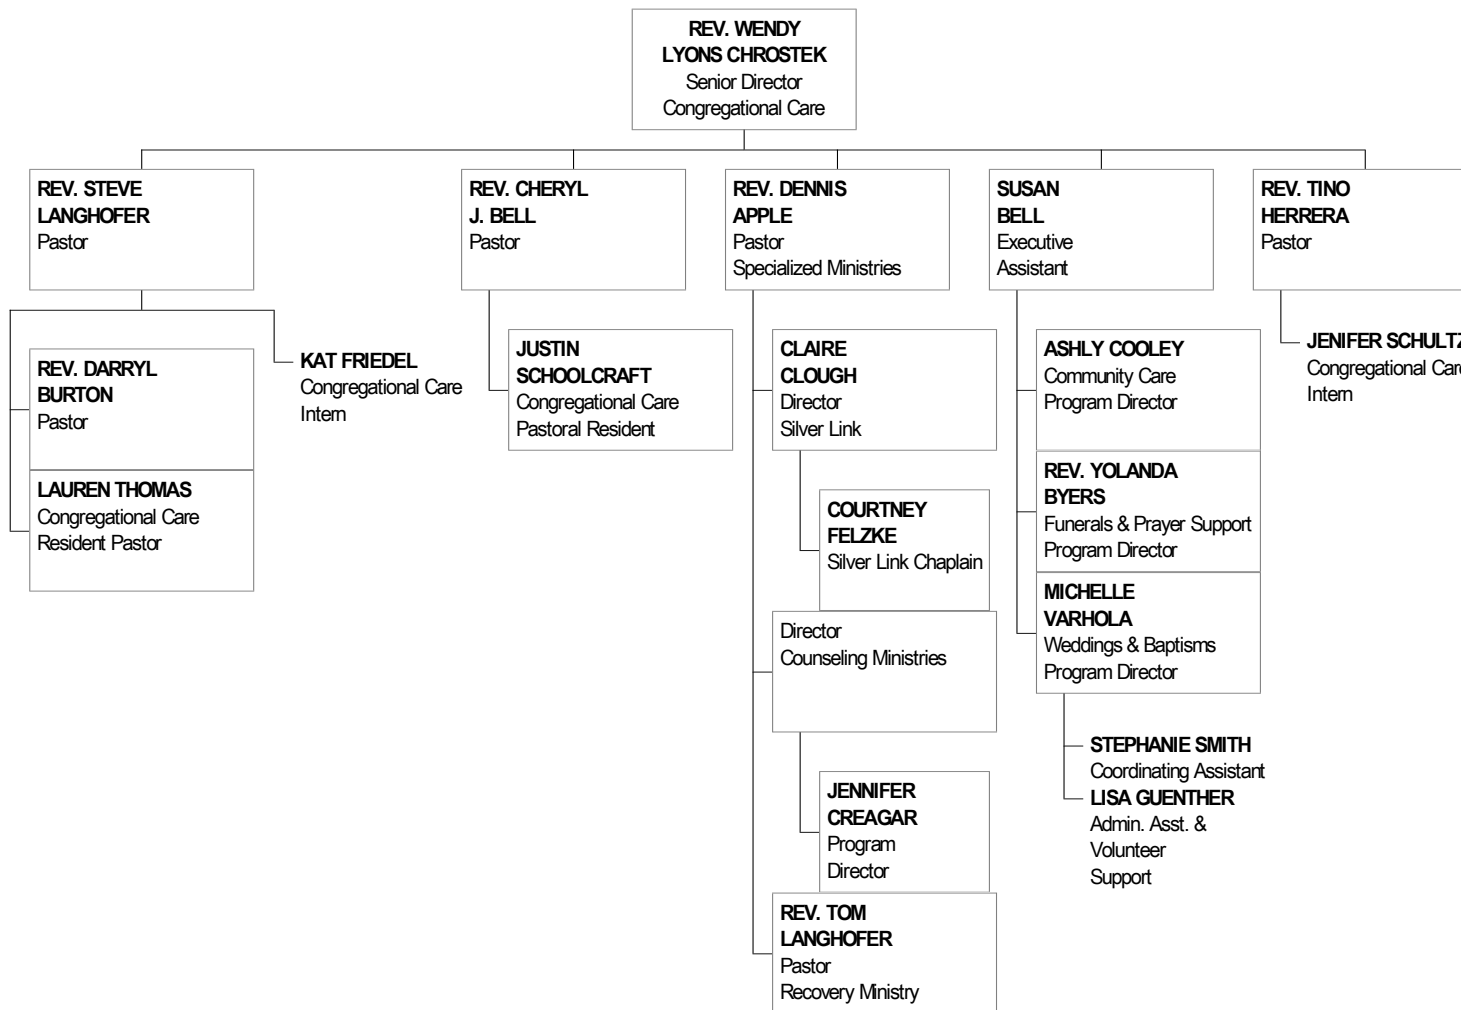 REV. WENDY
LYONS CHROSTEK
Senior Director
Congregational Care
REV. STEVE
LANGHOFER
Pastor
REV. CHERYL
J. BELL
Pastor
REV. DENNIS
APPLE
Pastor
Specialized Ministries
SUSAN
BELL
Executive
Assistant
REV. TINO
HERRERA
Pastor
REV. DARRYL
BURTON
Pastor
LAUREN THOMAS
Congregational Care
Resident Pastor
KAT FRIEDEL
Congregational Care
Intern
JUSTIN
SCHOOLCRAFT
Congregational Care
Pastoral Resident
CLAIRE
CLOUGH
Director
Silver Link
COURTNEY
FELZKE
Silver Link Chaplain
Director
Counseling Ministries
JENNIFER
CREAGAR
Program
Director
REV. TOM
LANGHOFER
Pastor
Recovery Ministry
ASHLY COOLEY
Community Care
Program Director
REV. YOLANDA
BYERS
Funerals & Prayer Support
Program Director
MICHELLE
VARHOLA
Weddings & Baptisms
Program Director
STEPHANIE SMITH
Coordinating Assistant
LISA GUENTHER
Admin. Asst. &
Volunteer
Support
JENIFER SCHULTZ
Congregational Care
Intern